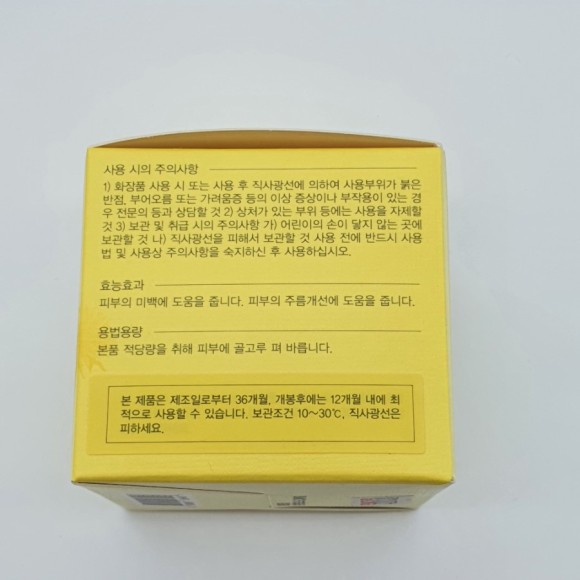 사용 시의 주의사항
1) 화장품 사용 시 또는 사용 후 직사광선에 의하여 사용부위가 붉은
반점, 부어오름 또는 가려움증 등의 이상 증상이나 부작용이 있는 경
우 전문의 등과 상담할 것 2) 상처가 있는 부위 등에는 사용을 자제할
것 3) 보관 및 취급 시의 주의사항 가) 어린이의 손이 닿지 않는 곳에
보관할 것 나) 직사광선을 피해서 보관할 것 사용 전에 반드시 사용
법 및 사용상 주의사항을 숙지하신 후 사용하십시오.
효능효과
피부의 미백에 도움을 줍니다. 피부의 주름개선에 도움을 줍니다.
용법용량
본품 적당량을 취해 피부에 골고루 펴 바릅니다.
본 제품은 제조일로부터 36개월, 개봉후에는 12개월 내에 최
적으로 사용할 수 있습니다. 보관조건 10~30℃, 직사광선은
피하세요.